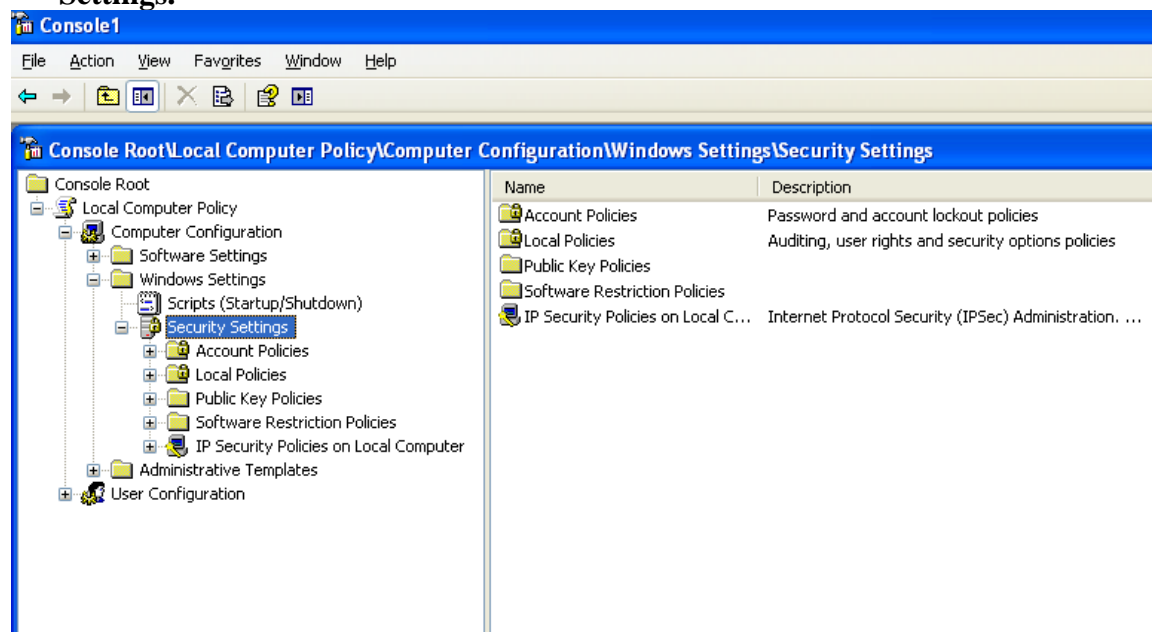 Settings.
Console1
File Action View Favorites Window Help
Console Root\Local Computer Policy\Computer Configuration\Windows Settings\Security Settings
Console Root
Local Computer Policy
Computer Configuration
Software Settings
Windows Settings
Scripts (Startup/Shutdown)
Security Settings
Account Policies
Local Policies
Public Key Policies
Software Restriction Policies
IP Security Policies on Local Computer
Administrative Templates
User Configuration
Name Description
Account Policies Password and account lockout policies
Local Policies Auditing, user rights and security options policies
Public Key Policies
Software Restriction Policies
IP Security Policies on Local C... Internet Protocol Security (IPSec) Administration. ...